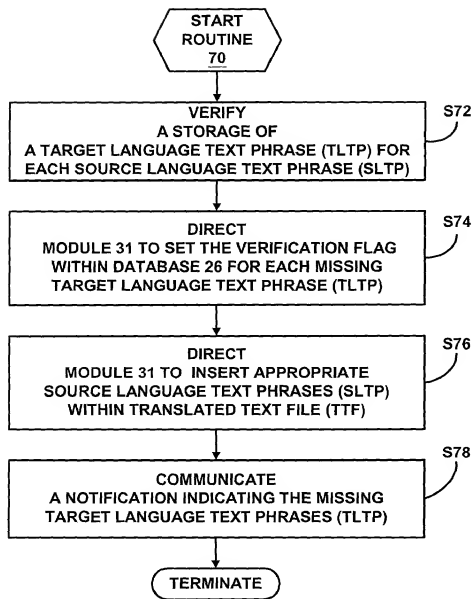 START
ROUTINE
70
VERIFY
A STORAGE OF
A TARGET LANGUAGE TEXT PHRASE (TLTP) FOR
EACH SOURCE LANGUAGE TEXT PHRASE (SLTP)
S72
DIRECT
MODULE 31 TO SET THE VERIFICATION FLAG
WITHIN DATABASE 26 FOR EACH MISSING
TARGET LANGUAGE TEXT PHRASE (TLTP)
S74
DIRECT
MODULE 31 TO INSERT APPROPRIATE
SOURCE LANGUAGE TEXT PHRASES (SLTP)
WITHIN TRANSLATED TEXT FILE (TTF)
S76
COMMUNICATE
A NOTIFICATION INDICATING THE MISSING
TARGET LANGUAGE TEXT PHRASES (TLTP)
S78
TERMINATE